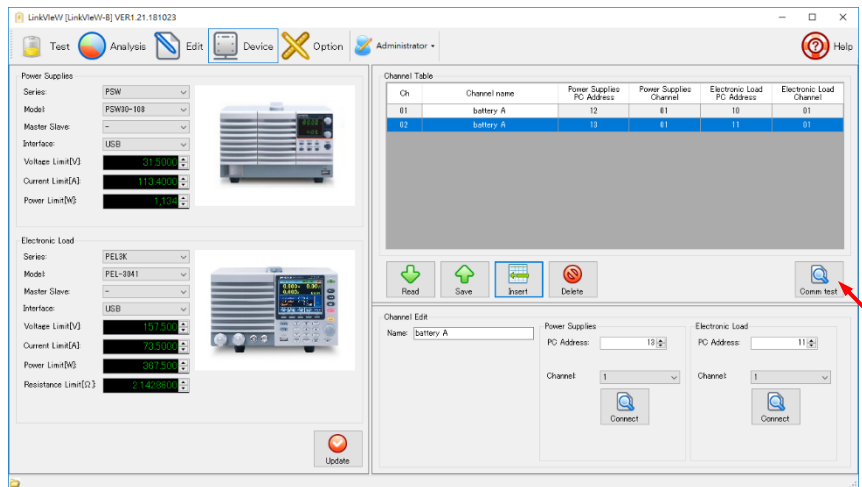 LinkVIeW [LinkVIeW-B] VER1.21.181023
Test Analysis Edit Device Option Administrator Help
Power Supplies
Series: PSW
Model: PSW30-108
Master Slave: -
Interface: USB
Voltage Limit[V]: 31.5000
Current Limit[A]: 113.4000
Power Limit[W]: 1,134
Electronic Load
Series: PEL3K
Model: PEL-3041
Master Slave: -
Interface: USB
Voltage Limit[V]: 157.500
Current Limit[A]: 73.5000
Power Limit[W]: 367.500
Resistance Limit[Ω]: 2.1428600
Update
Channel Table
Ch Channel name Power Supplies PC Address Power Supplies Channel Electronic Load PC Address Electronic Load Channel
01 battery A 12 01 10 01
02 battery A 13 01 11 01
Read Save Insert Delete Comm test
Channel Edit
Name: battery A
Power Supplies
PC Address: 13
Channel: 1
Connect
Electronic Load
PC Address: 11
Channel: 1
Connect